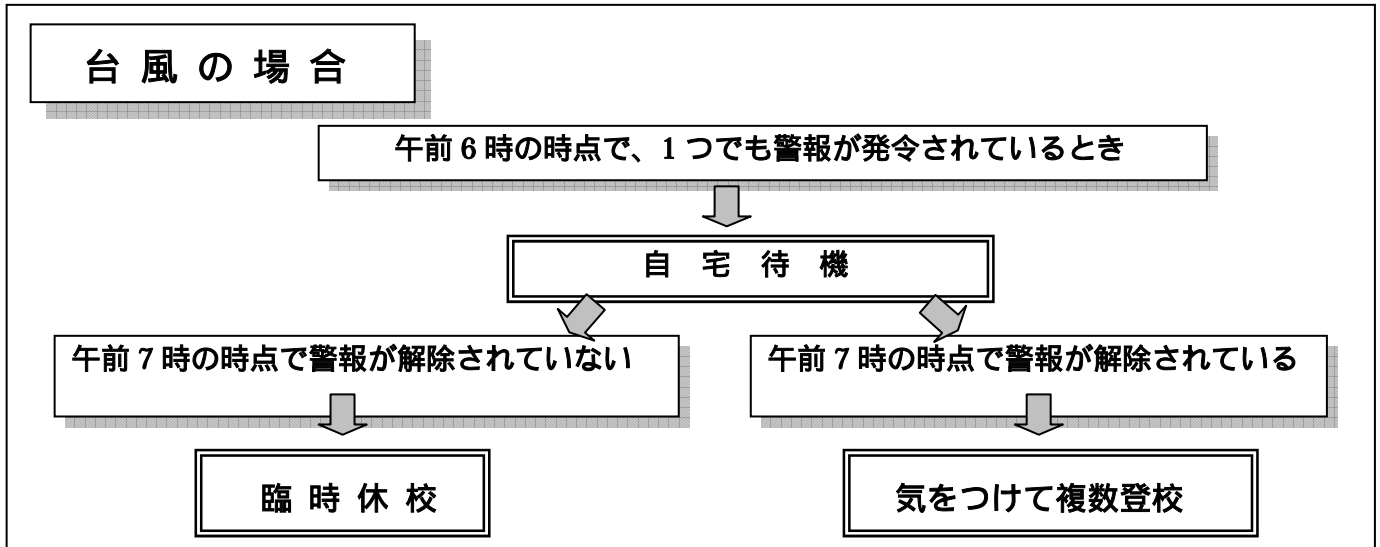 台風の場合
午前6時の時点で、1つでも警報が発令されているとき
自宅待機
午前7時の時点で警報が解除されていない
午前7時の時点で警報が解除されている
臨時休校
気をつけて複数登校